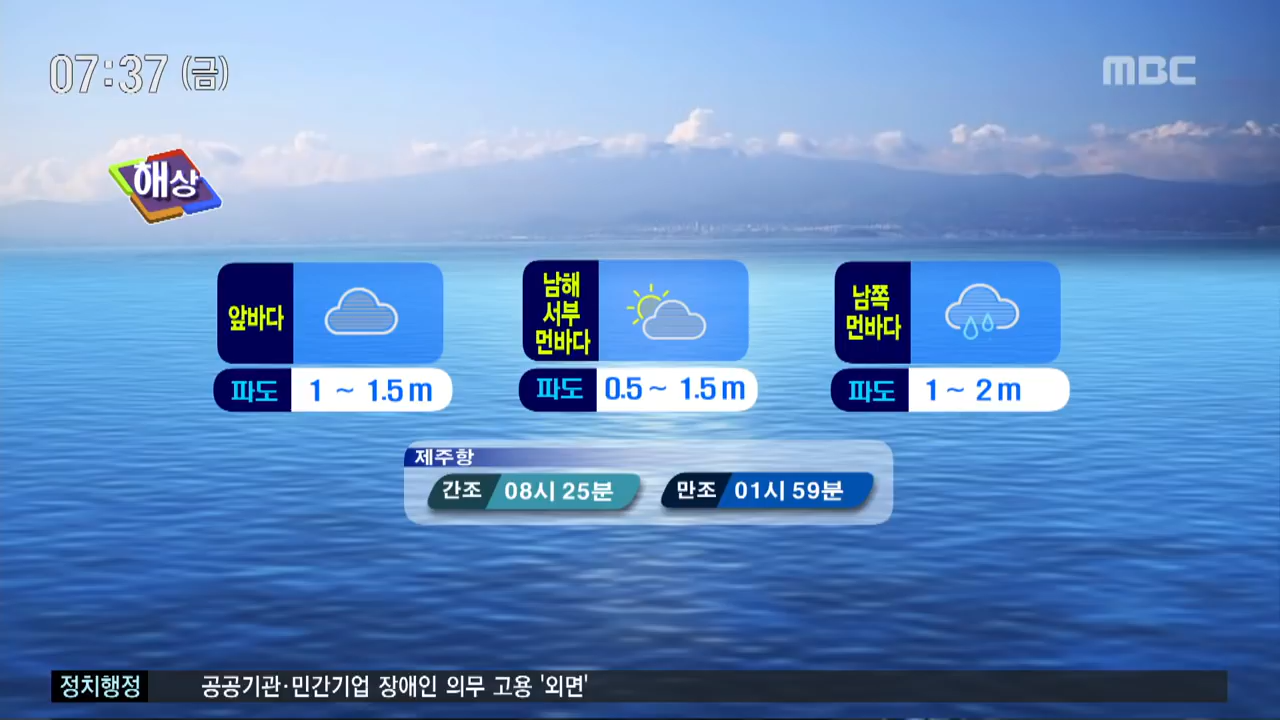 07:37 (금)
MBC
해상
앞바다
파도 1 ~ 1.5m
남해
서부
먼바다
파도 0.5 ~ 1.5m
남쪽
먼바다
파도 1 ~ 2m
제주항
간조 08시 25분
만조 01시 59분
정치행정 공공기관·민간기업 장애인 의무 고용 '외면'